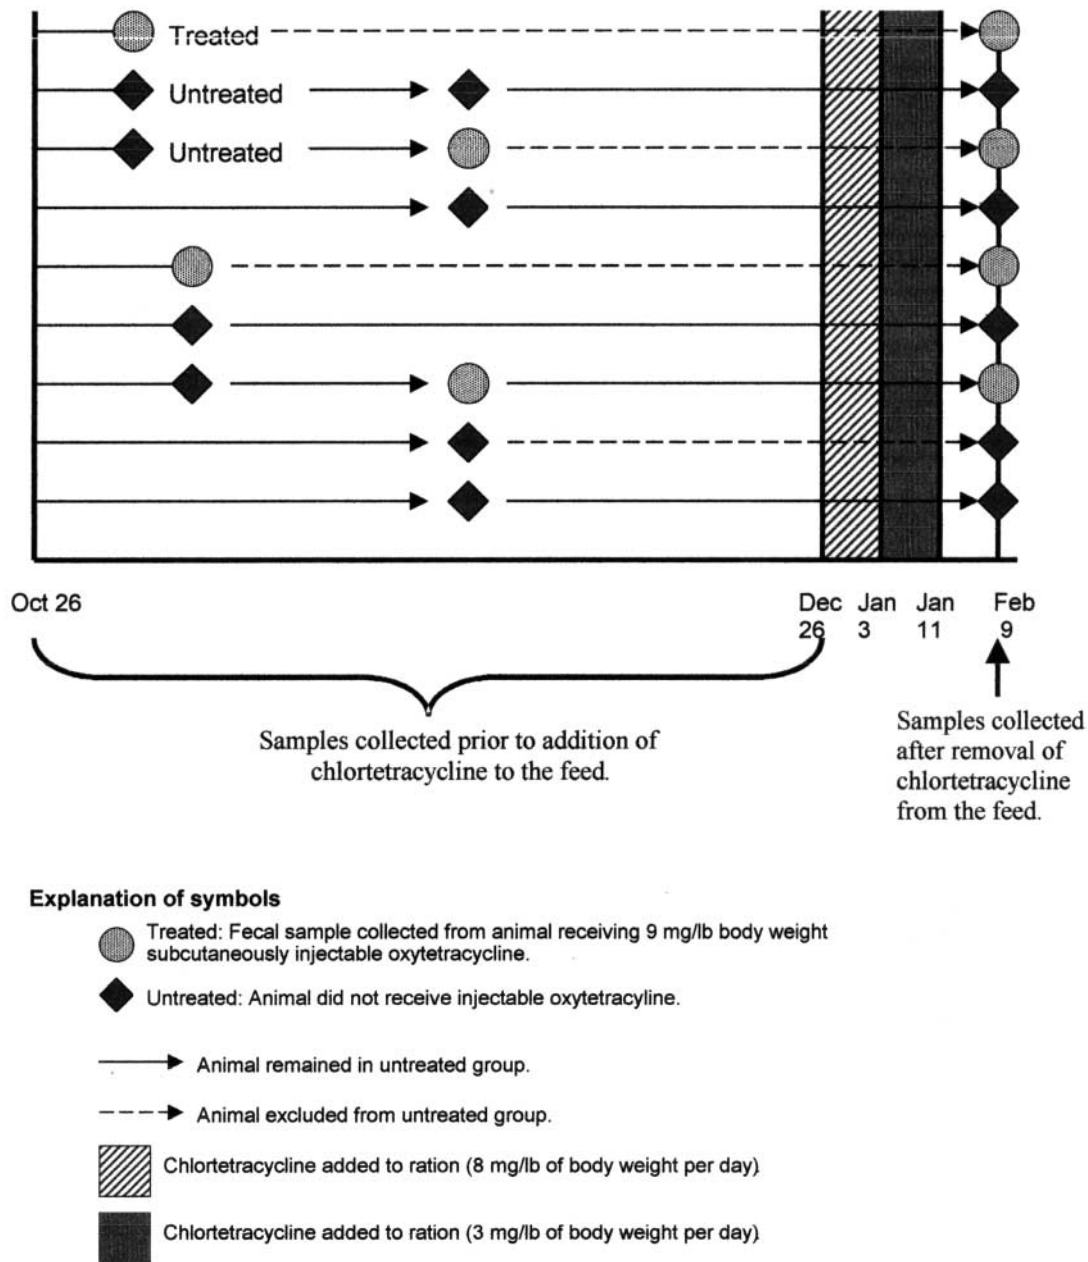 Treated
Untreated
Untreated
Oct 26
Dec Jan Jan Feb
26 3 11 9
Samples collected prior to addition of
chlortetracycline to the feed.
Samples collected
after removal of
chlortetracycline
from the feed.
Explanation of symbols
Treated: Fecal sample collected from animal receiving 9 mg/lb body weight
subcutaneously injectable oxytetracycline.
Untreated: Animal did not receive injectable oxytetracyline.
Animal remained in untreated group.
Animal excluded from untreated group.
Chlortetracycline added to ration (8 mg/lb of body weight per day)
Chlortetracycline added to ration (3 mg/lb of body weight per day)